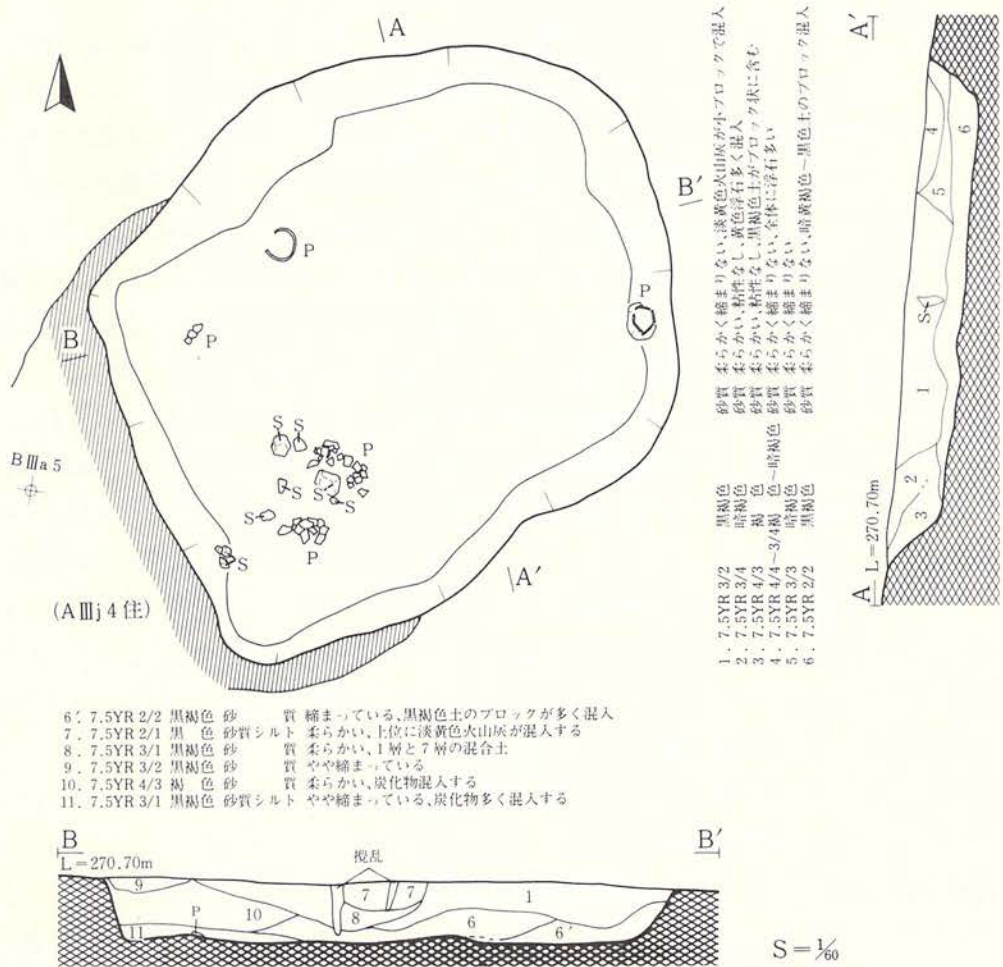 A
A'
B'
P
P
P
B
S
S
P
BⅢa5
S
S
S
S
S
P
A'
(AⅢj4住)
1. 7.5YR 3/2 黒褐色 砂質 柔らかく締まりない、淡黄色火山灰が小ブロックで混入
2. 7.5YR 3/4 暗褐色 砂質 柔らかい、粘性なし、黄色浮石多く混入
3. 7.5YR 4/3 褐色 砂質 柔らかい、粘性なし、黒褐色土がブロック状に含む
4. 7.5YR 4/4~3/4褐色~暗褐色 砂質 柔らかく締まりない、全体に浮石多い
5. 7.5YR 3/3 暗褐色 砂質 柔らかく締まりない
6. 7.5YR 2/2 黒褐色 砂質 柔らかく締まりない、暗黄褐色~黒色土のブロック混入
4
6
5
S
1
2
3
A L=270.70m
6'. 7.5YR 2/2 黒褐色 砂 質 締まっている、黒褐色土のブロックが多く混入
7. 7.5YR 2/1 黒 色 砂質シルト 柔らかい、上位に淡黄色火山灰が混入する
8. 7.5YR 3/1 黒褐色 砂 質 柔らかい、1層と7層の混合土
9. 7.5YR 3/2 黒褐色 砂 質 やや締まっている
10. 7.5YR 4/3 褐 色 砂 質 柔らかい、炭化物混入する
11. 7.5YR 3/1 黒褐色 砂質シルト やや締まっている、炭化物多く混入する
B
B'
L=270.70m
攪乱
9
7
7
1
P
10
8
6
11
6'
S=1/60